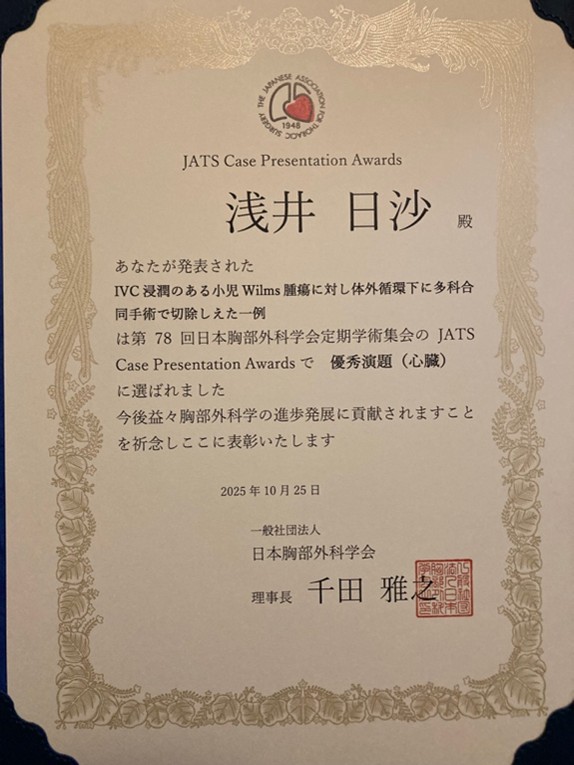 THE JAPANESE ASSOCIATION FOR THORACIC SURGERY
1948
JATS Case Presentation Awards
浅井 日沙 殿
あなたが発表された
IVC 浸潤のある小児 Wilms 腫瘍に対し体外循環下に多科合
同手術で切除しえた一例
は第 78 回日本胸部外科学会定期学術集会の JATS
Case Presentation Awards で 優秀演題（心臓）
に選ばれました
今後益々胸部外科学の進歩発展に貢献されますこと
を祈念しここに表彰いたします
2025 年 10 月 25 日
一般社団法人
日本胸部外科学会
理事長 千田 雅之